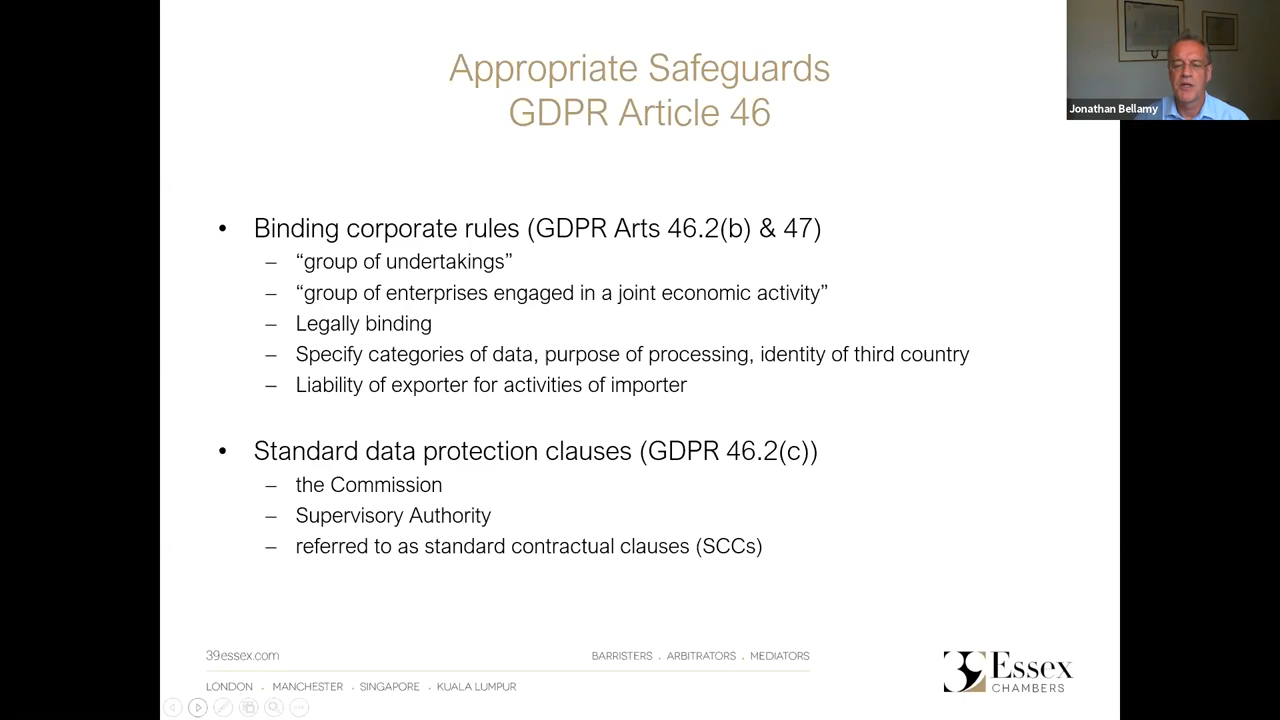 Appropriate Safeguards
GDPR Article 46
Jonathan Bellamy
• Binding corporate rules (GDPR Arts 46.2(b) & 47)
– “group of undertakings”
– “group of enterprises engaged in a joint economic activity”
– Legally binding
– Specify categories of data, purpose of processing, identity of third country
– Liability of exporter for activities of importer
• Standard data protection clauses (GDPR 46.2(c))
– the Commission
– Supervisory Authority
– referred to as standard contractual clauses (SCCs)
39essex.com
BARRISTERS . ARBITRATORS . MEDIATORS
LONDON . MANCHESTER . SINGAPORE . KUALA LUMPUR
39 ESSEX
CHAMBERS